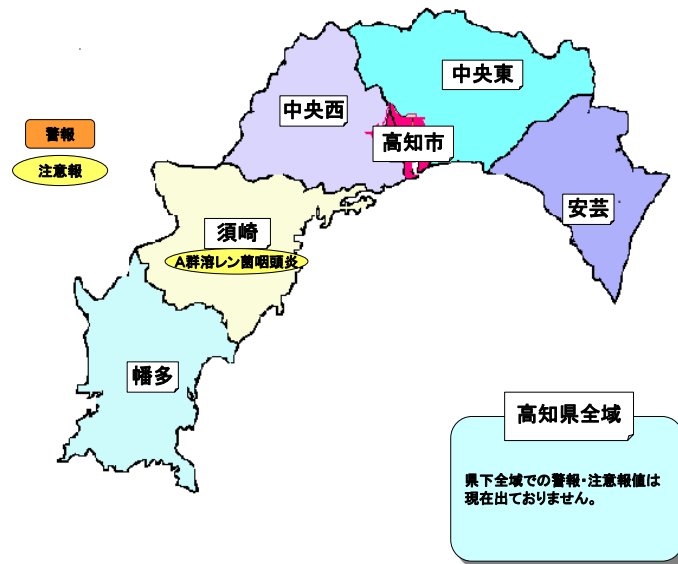 中央東
中央西
警報
高知市
注意報
安芸
須崎
A群溶レン菌咽頭炎
幡多
高知県全域
県下全域での警報・注意報値は
現在出ておりません。